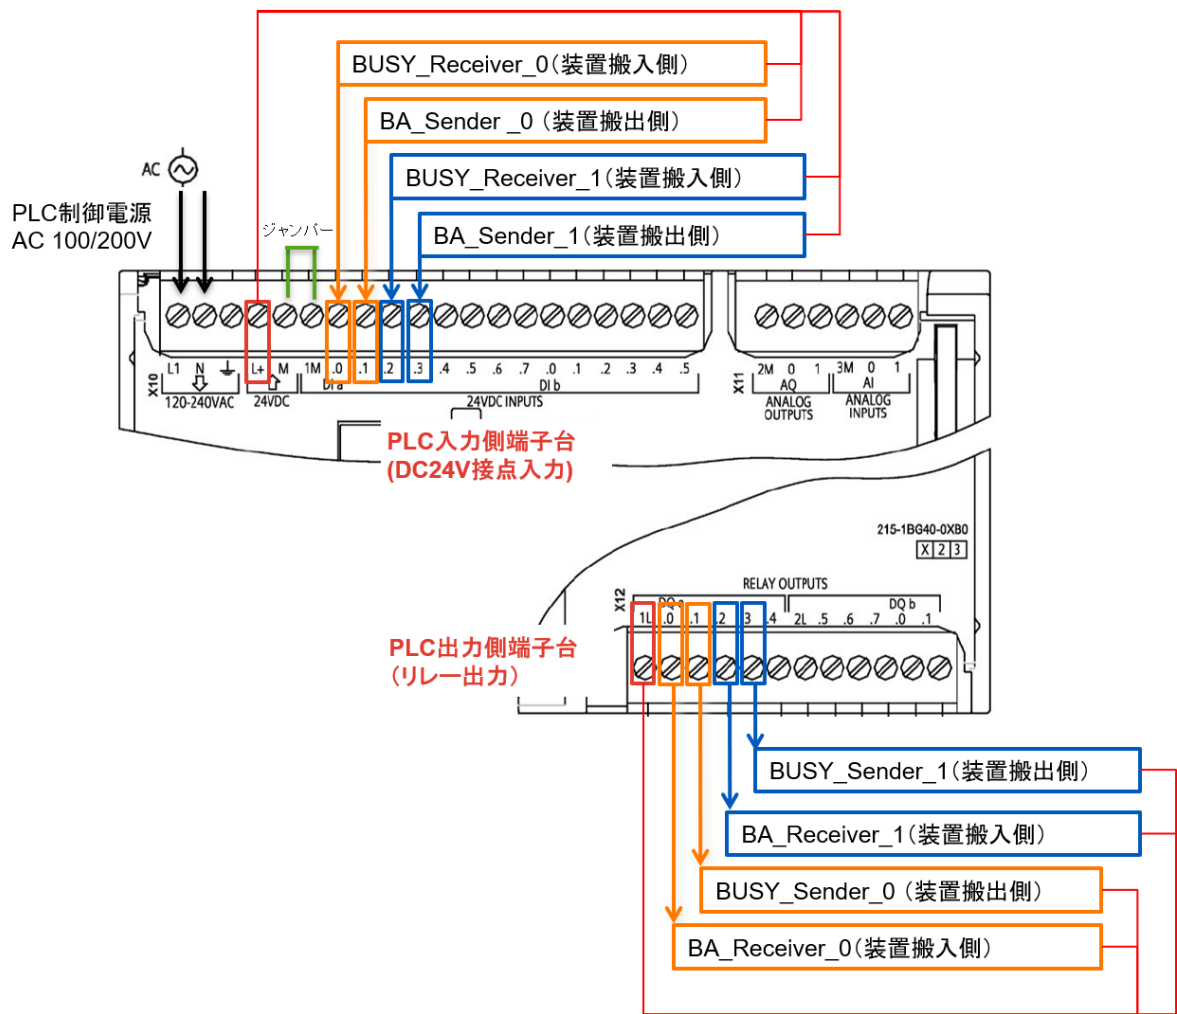 BUSY_Receiver_0(装置搬入側)
BA_Sender _0 (装置搬出側)
BUSY_Receiver_1(装置搬入側)
BA_Sender_1(装置搬出側)
AC
PLC制御電源
AC 100/200V
ジャンパー
L1 N L+ M 1M .0 .1 .2 .3 .4 .5 .6 .7 .0 .1 .2 .3 .4 .5
X10
120-240VAC
24VDC
DI a
DI b
24VDC INPUTS
X11
2M 0 1 3M 0 1
AQ
ANALOG
OUTPUTS
AI
ANALOG
INPUTS
PLC入力側端子台
(DC24V接点入力)
215-1BG40-0XB0
X 2 3
RELAY OUTPUTS
X12
DQ a
DQ b
1L .0 .1 .2 .3 .4 2L .5 .6 .7 .0 .1
PLC出力側端子台
(リレー出力)
BUSY_Sender_1(装置搬出側)
BA_Receiver_1(装置搬入側)
BUSY_Sender_0 (装置搬出側)
BA_Receiver_0(装置搬入側)